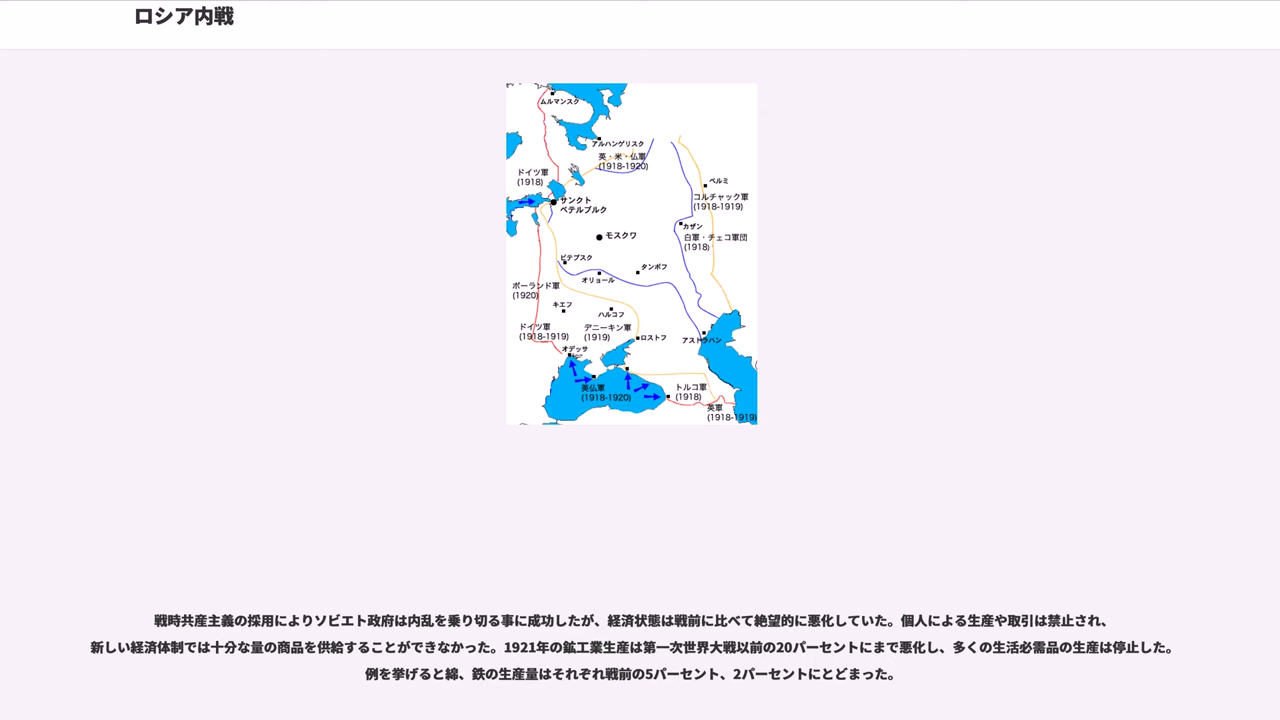 ロシア内戦
ムルマンスク
アルハンゲリスク
英・米・仏軍
(1918-1920)
ドイツ軍
(1918)
ペルミ
コルチャック軍
(1918-1919)
サンクト
ペテルブルク
カザン
モスクワ
白軍・チェコ軍団
(1918)
ビテブスク
タンボフ
オリョール
ポーランド軍
(1920)
キエフ
ハルコフ
ドイツ軍
(1918-1919)
デニーキン軍
(1919)
ロストフ
アストラハン
オデッサ
英仏軍
(1918-1920)
トルコ軍
(1918)
英軍
(1918-1919)
戦時共産主義の採用によりソビエト政府は内乱を乗り切る事に成功したが、経済状態は戦前に比べて絶望的に悪化していた。個人による生産や取引は禁止され、
新しい経済体制では十分な量の商品を供給することができなかった。1921年の鉱工業生産は第一次世界大戦以前の20パーセントにまで悪化し、多くの生活必需品の生産は停止した。
例を挙げると綿、鉄の生産量はそれぞれ戦前の5パーセント、2パーセントにとどまった。